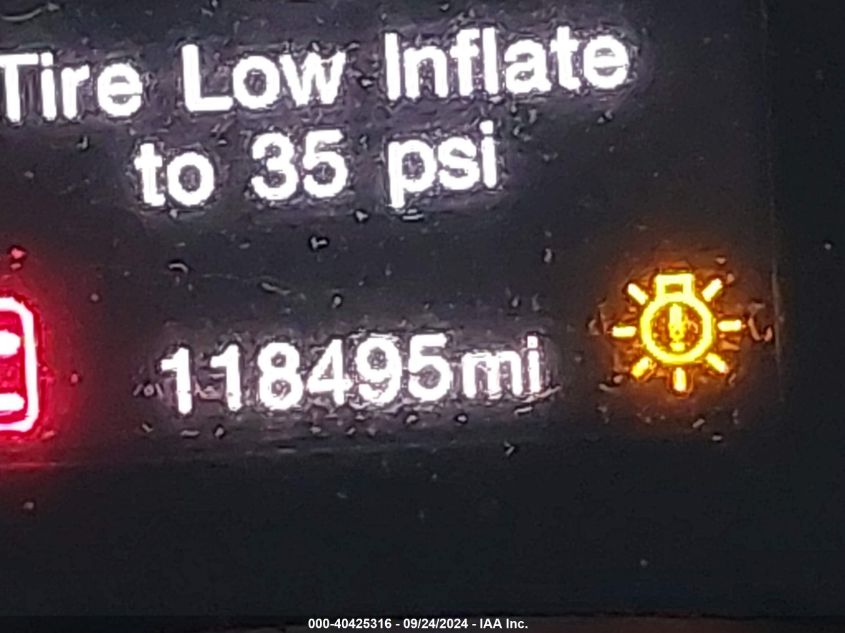 Tire Low Inflate
to 35 psi
118495mi
000-40425316 - 09/24/2024 - IAA Inc.